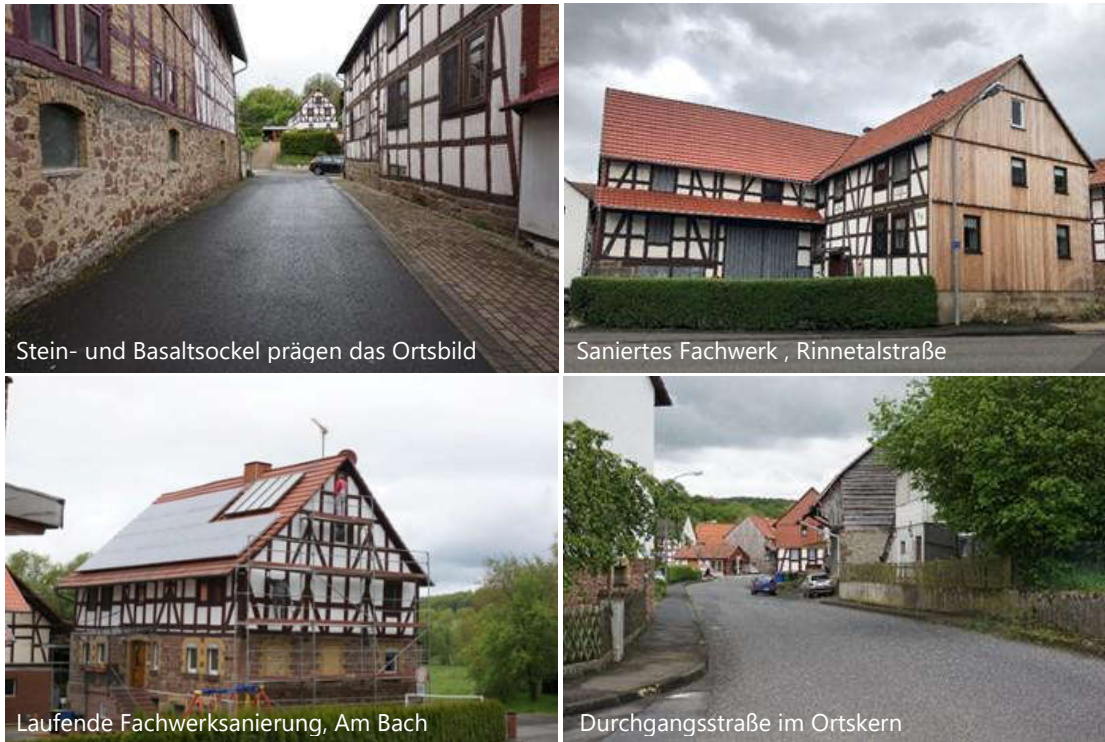 Stein- und Basaltsockel prägen das Ortsbild
Saniertes Fachwerk , Rinnetalstraße
Laufende Fachwerksanierung, Am Bach
Durchgangsstraße im Ortskern